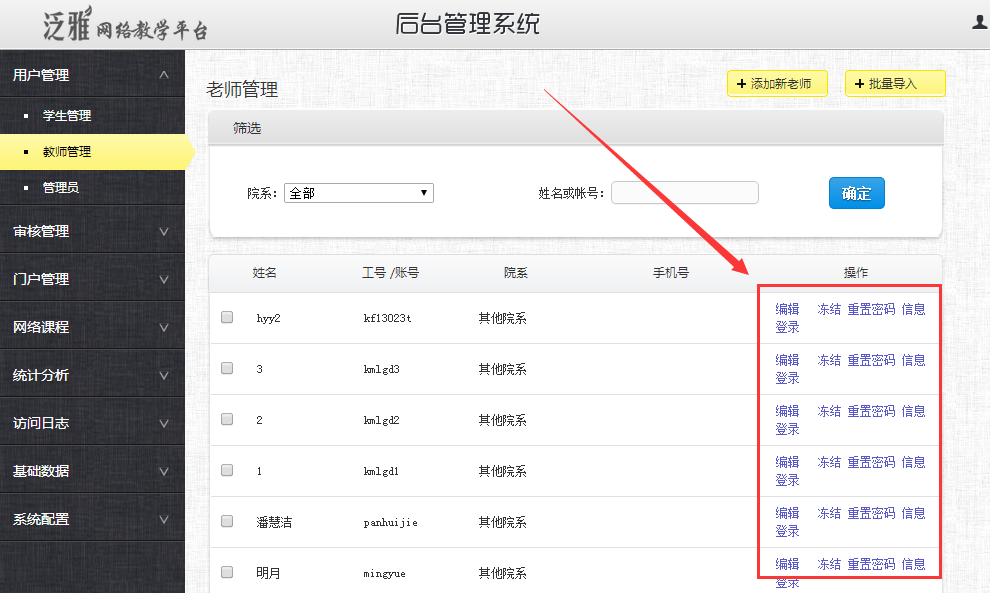 泛雅网络教学平台
后台管理系统
用户管理
学生管理
教师管理
管理员
审核管理
门户管理
网络课程
统计分析
访问日志
基础数据
系统配置
老师管理
+ 添加新老师
+ 批量导入
筛选
院系： 全部
姓名或帐号：
确定
姓名 工号 /账号 院系 手机号 操作
hyy2 kf13023t 其他院系 编辑 冻结 重置密码 信息
登录
3 kmlgd3 其他院系 编辑 冻结 重置密码 信息
登录
2 kmlgd2 其他院系 编辑 冻结 重置密码 信息
登录
1 kmlgd1 其他院系 编辑 冻结 重置密码 信息
登录
潘慧洁 panhuijie 其他院系 编辑 冻结 重置密码 信息
登录
明月 mingyue 其他院系 编辑 冻结 重置密码 信息
登录